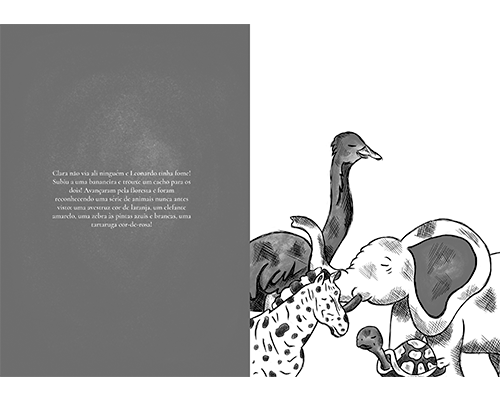 Clara não via ali ninguém e Leonardo tinha fome!
Subiu a uma bananeira e trouxe um cacho para os
dois! Avançaram pela floresta e foram
reconhecendo uma série de animais nunca antes
vistos: uma avestruz cor de laranja, um elefante
amarelo, uma zebra às pintas azuis e brancas, uma
tartaruga cor-de-rosa!